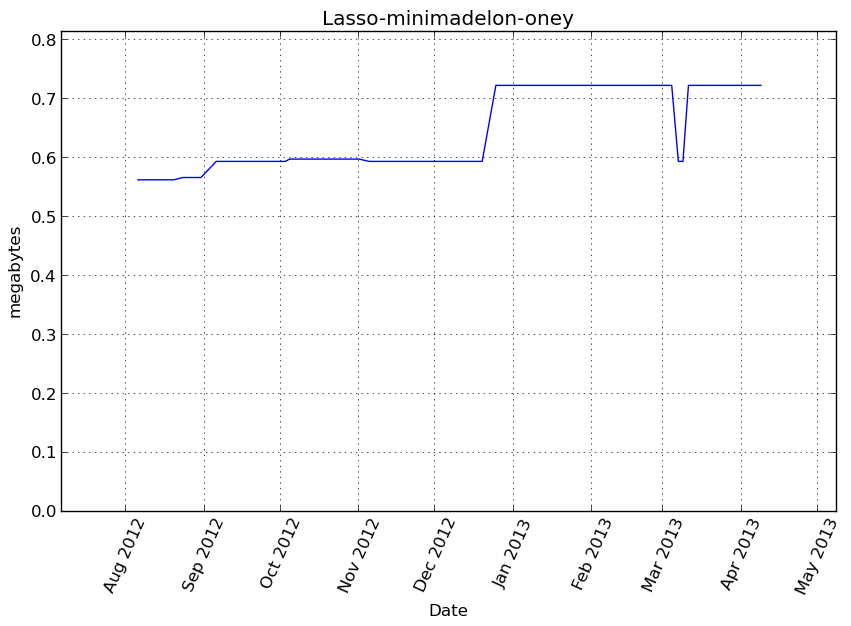 Lasso-minimadelon-oney
0.8
0.7
0.6
0.5
0.4
0.3
0.2
0.1
0.0
megabytes
Aug 2012
Sep 2012
Oct 2012
Nov 2012
Dec 2012
Jan 2013
Feb 2013
Mar 2013
Apr 2013
May 2013
Date